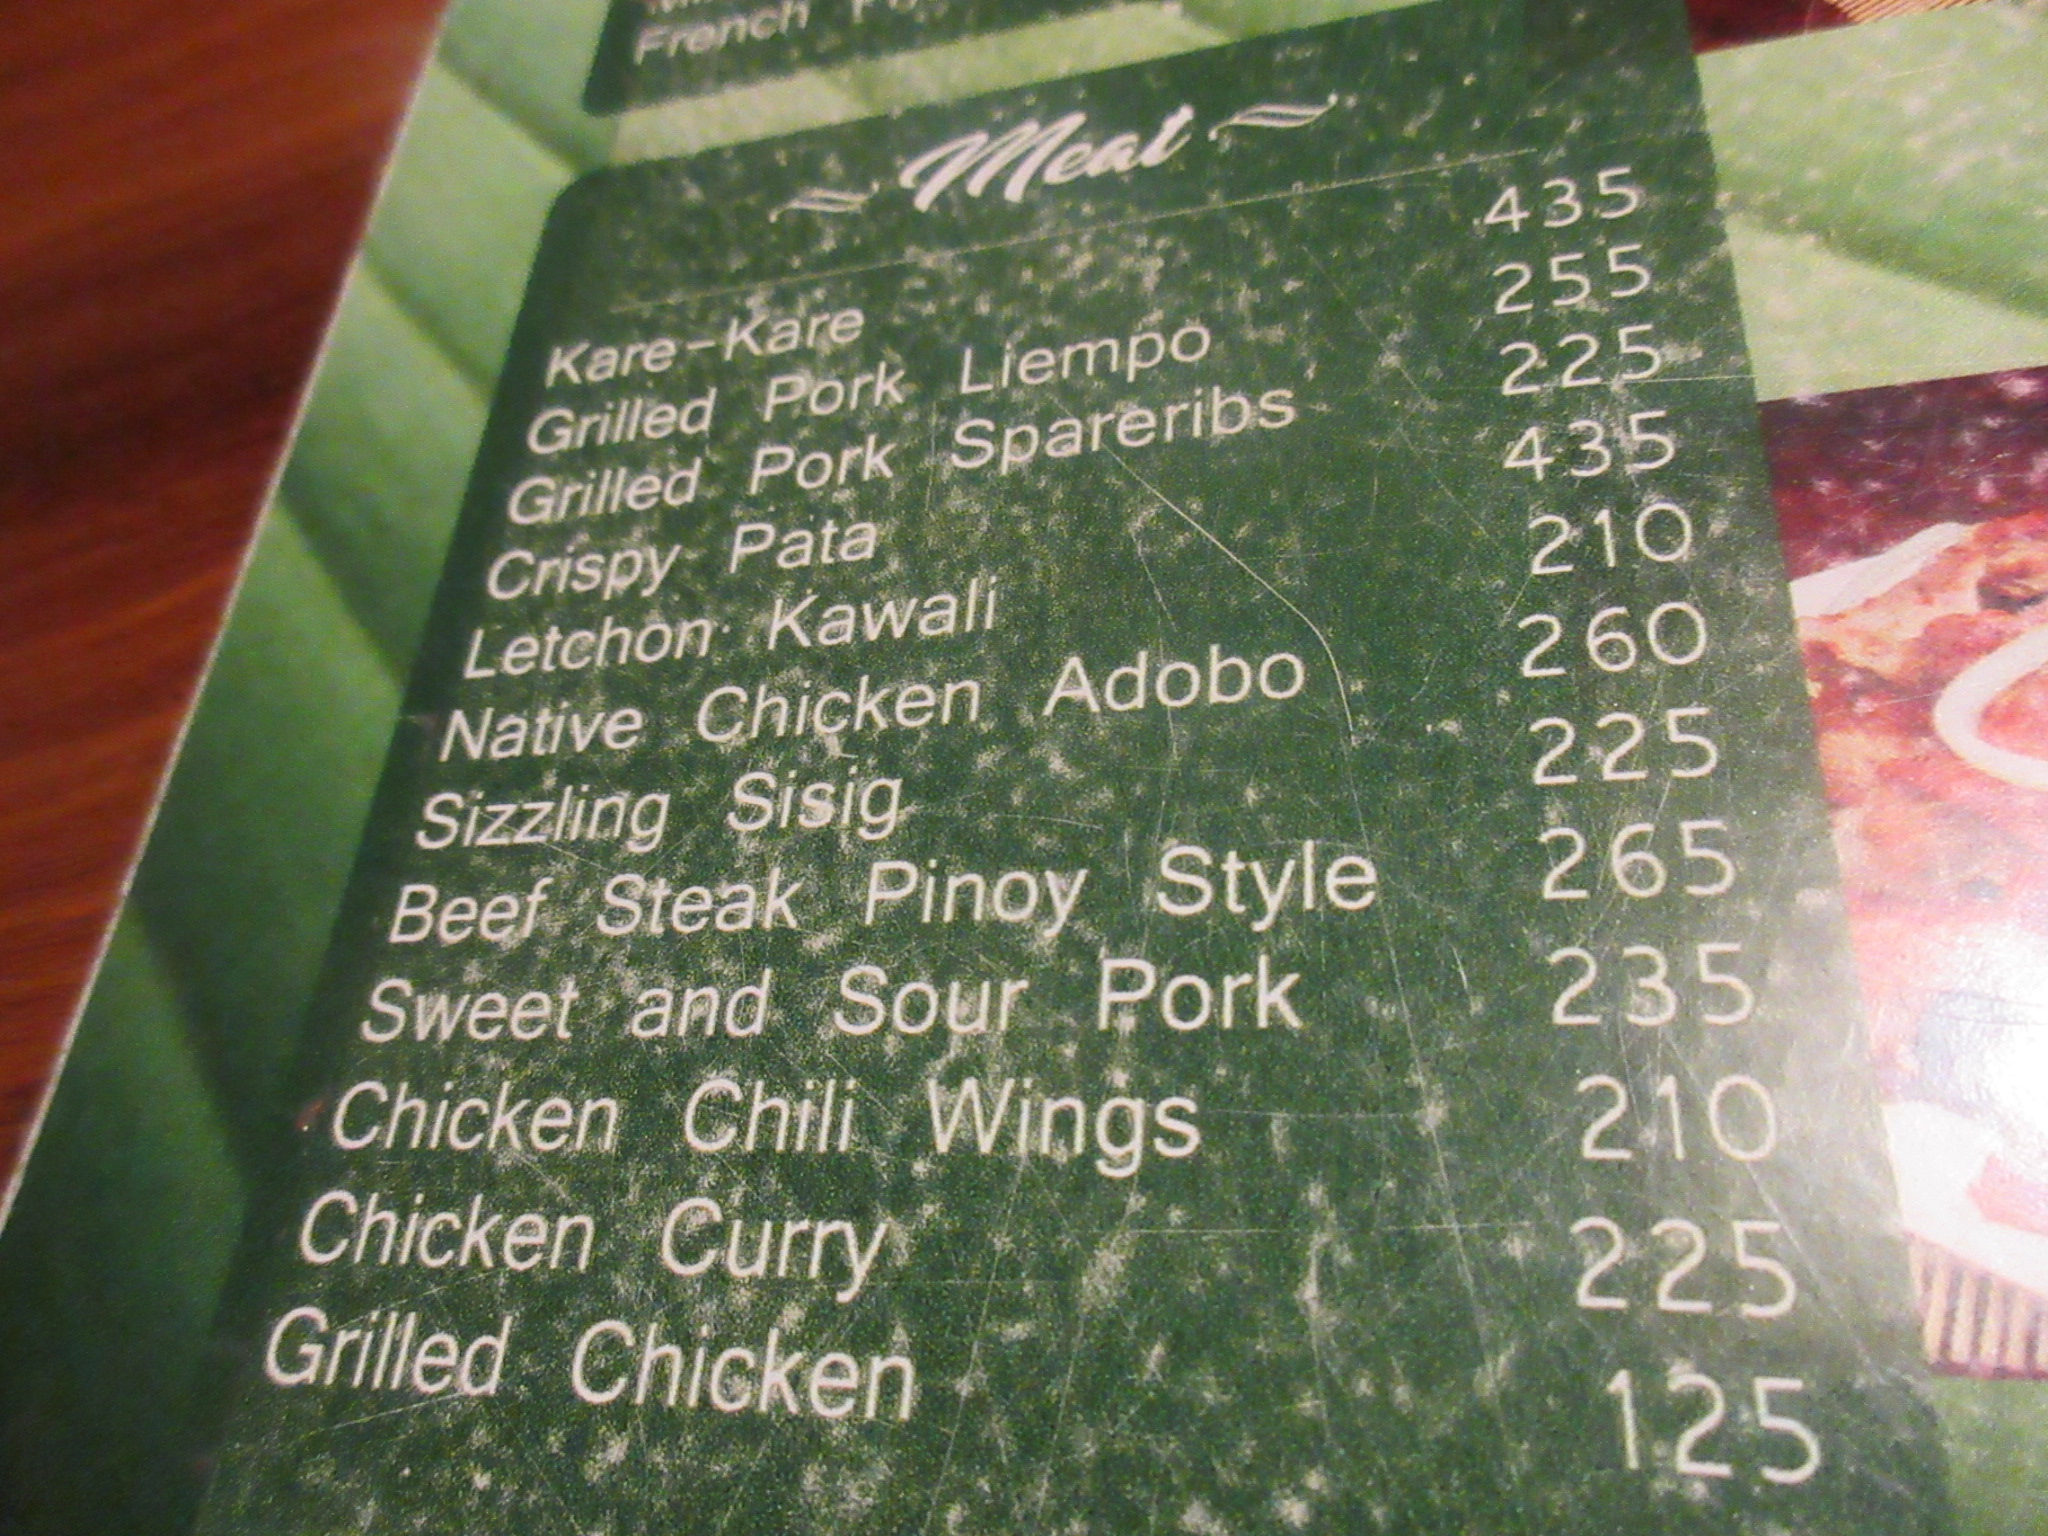 French
Meat
Kare-Kare 435
Grilled Pork Liempo 255
Grilled Pork Spareribs 225
Crispy Pata 435
Letchon Kawali 210
Native Chicken Adobo 260
Sizzling Sisig 225
Beef Steak Pinoy Style 265
Sweet and Sour Pork 235
Chicken Chili Wings 210
Chicken Curry 225
Grilled Chicken 125